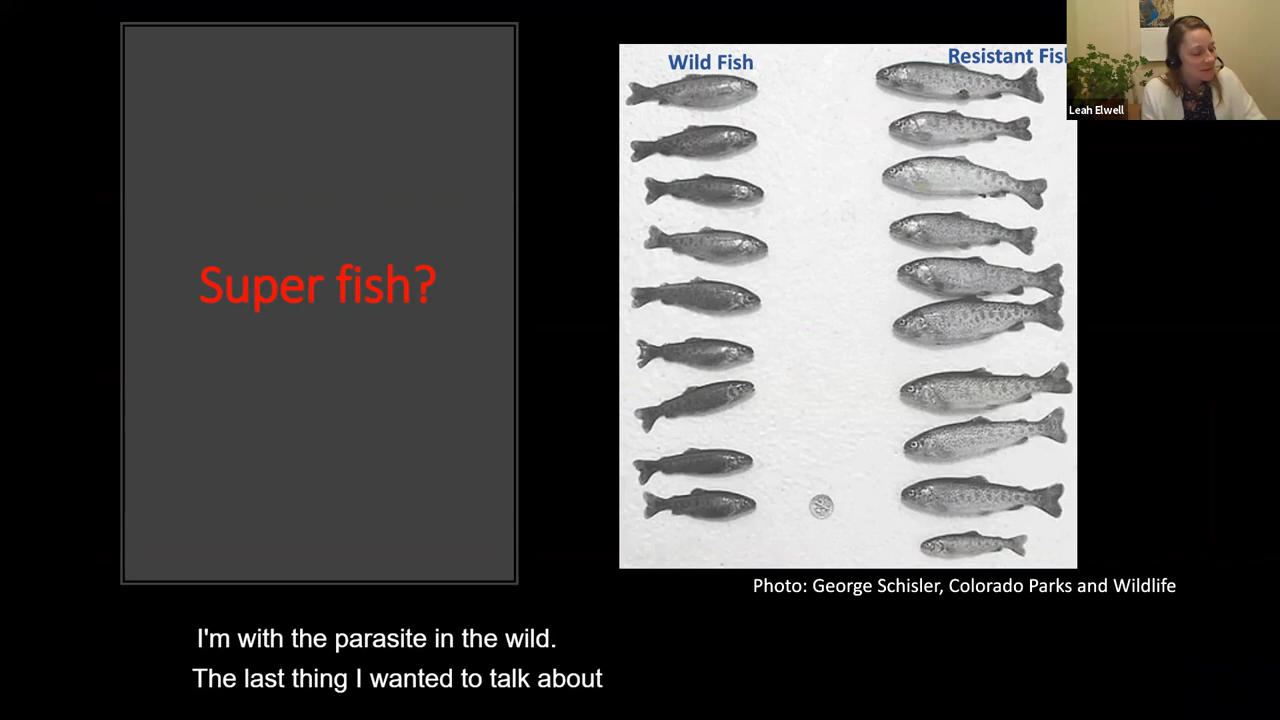 Super fish?
Wild Fish
Resistant Fis
Leah Elwell
Photo: George Schisler, Colorado Parks and Wildlife
I'm with the parasite in the wild.
The last thing I wanted to talk about